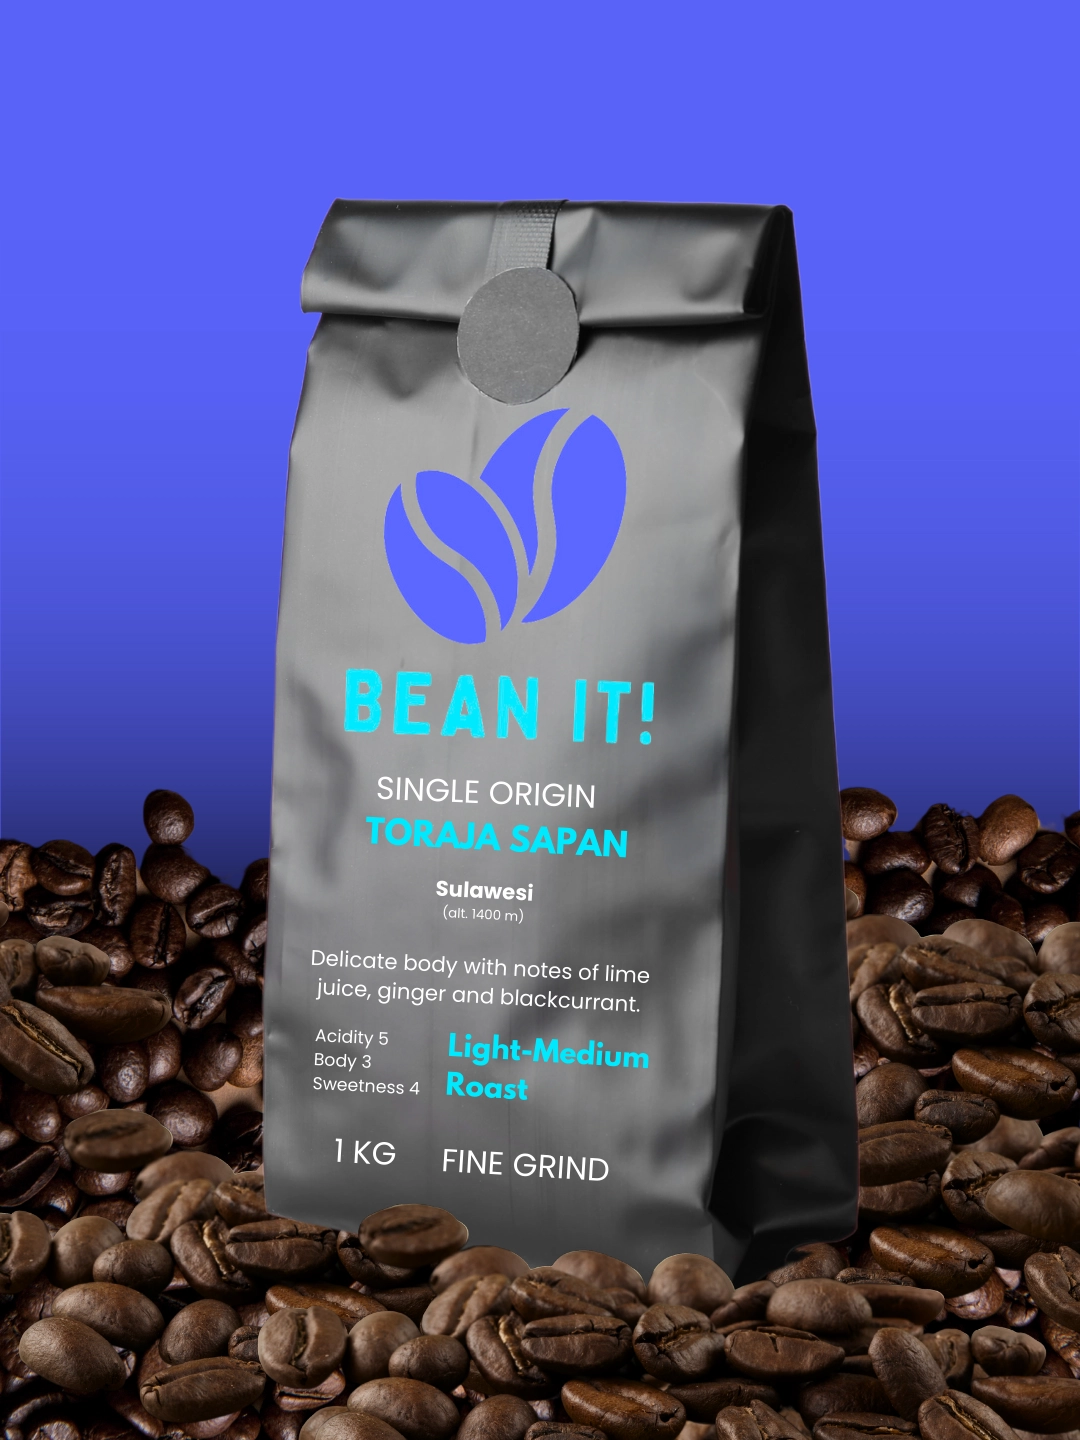 BEAN IT!
SINGLE ORIGIN
TORAJA SAPAN
Sulawesi
(alt. 1400 m)
Delicate body with notes of lime
juice, ginger and blackcurrant.
Acidity 5
Body 3
Sweetness 4
Light-Medium
Roast
1 KG
FINE GRIND